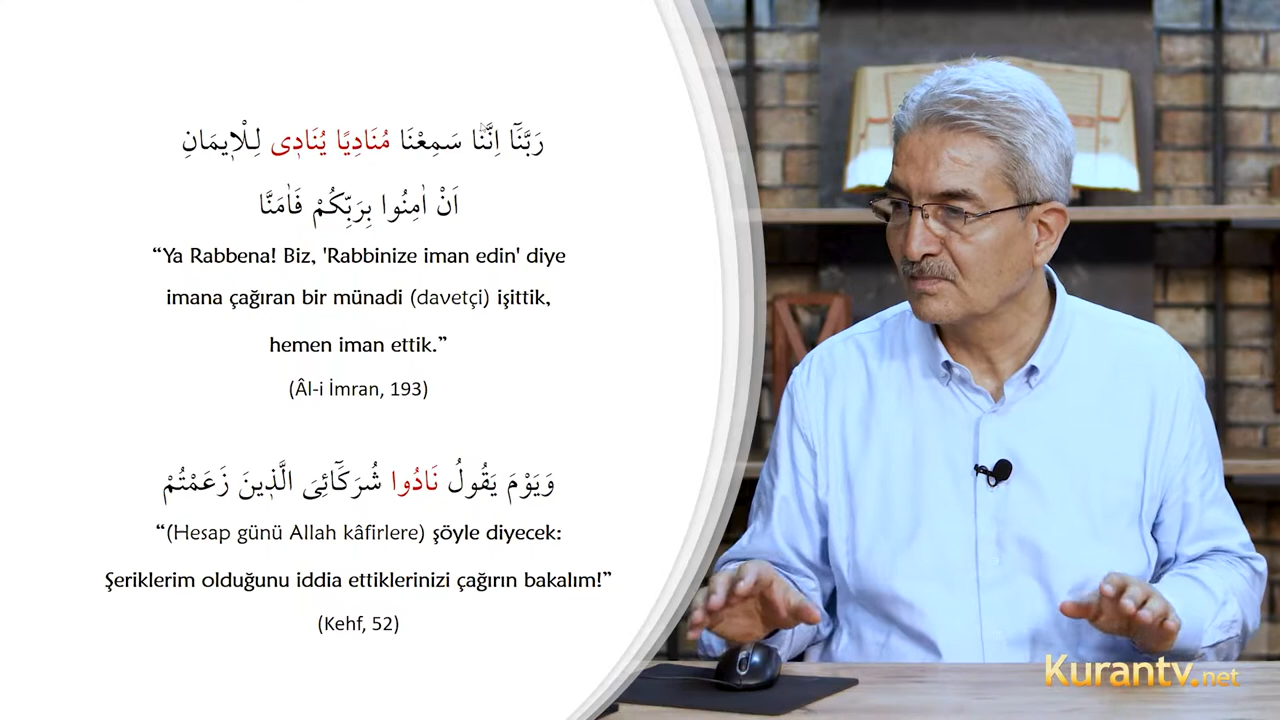 رَبَّنَٓا اِنَّنَا سَمِعْنَا مُنَادِيًا يُنَاد۪ى لِلْا۪يمَانِ
اَنْ اٰمِنُوا بِرَبِّكُمْ فَاٰمَنَّا
“Ya Rabbena! Biz, 'Rabbinize iman edin' diye
imana çağıran bir münadi (davetçi) işittik,
hemen iman ettik.”
(Âl-i İmran, 193)
وَيَوْمَ يَقُولُ نَادُوا شُرَكَٓائِىَ الَّذ۪ينَ زَعَمْتُمْ
“(Hesap günü Allah kâfirlere) şöyle diyecek:
Şeriklerim olduğunu iddia ettiklerinizi çağırın bakalım!”
(Kehf, 52)
Kurantv.net